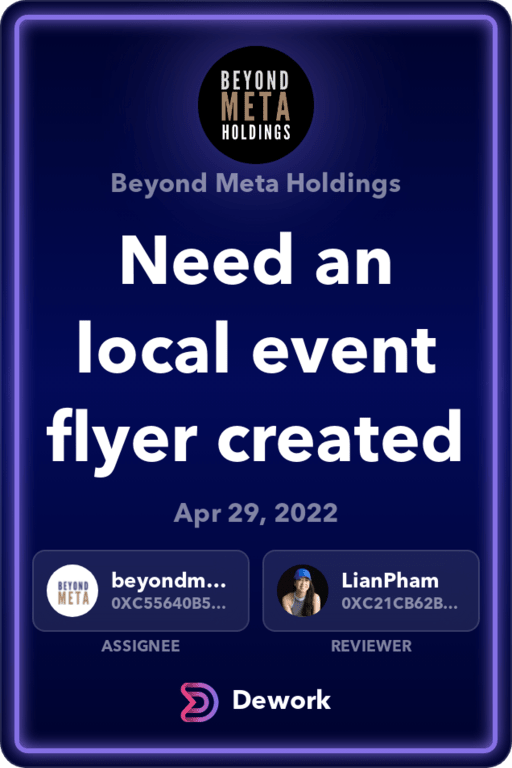 BEYOND
META
HOLDINGS
Beyond Meta Holdings
Need an
local event
flyer created
Apr 29, 2022
BEYOND
META
beyondm...
0XC55640B5...
LianPham
0XC21CB62B...
ASSIGNEE
REVIEWER
Dework